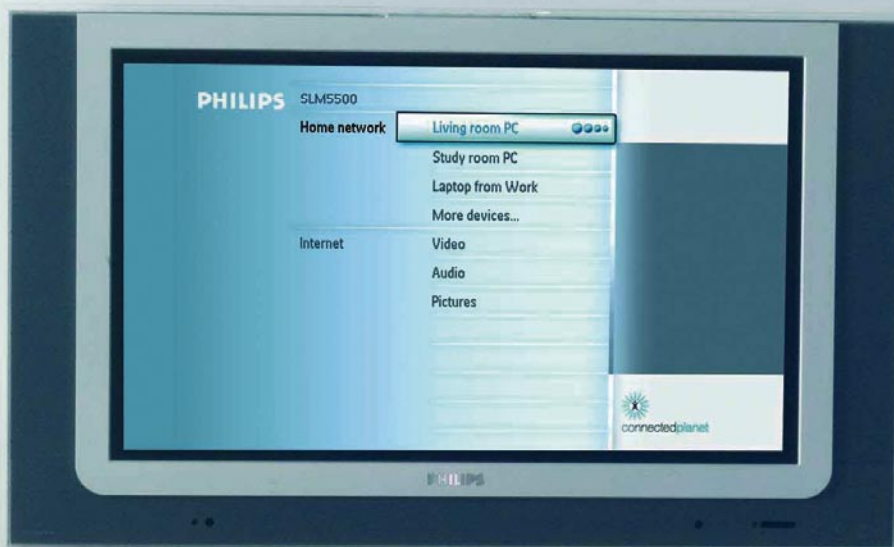 PHILIPS SLM5500
Home network Living room PC
Study room PC
Laptop from Work
More devices...
Internet Video
Audio
Pictures
connectedplanet
PHILIPS